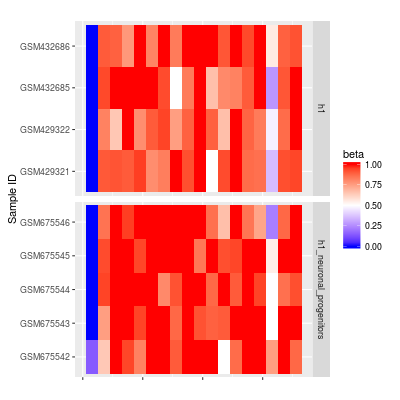 GSM432686
GSM432685
GSM429322
GSM429321
h1
Sample ID
GSM675546
GSM675545
GSM675544
GSM675543
GSM675542
h1_neuronal_progenitors
beta
1.00
0.75
0.50
0.25
0.00